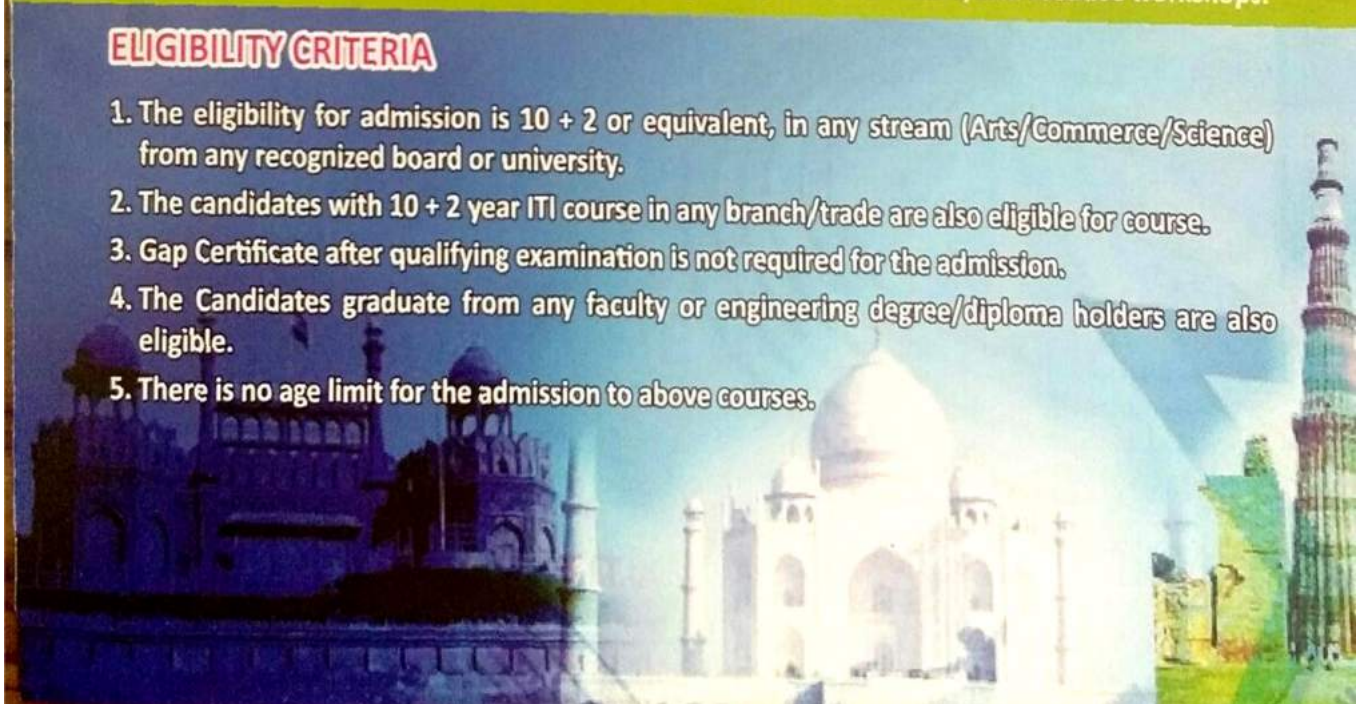 ELIGIBILITY CRITERIA
1. The eligibility for admission is 10 + 2 or equivalent, in any stream (Arts/Commerce/Science)
from any recognized board or university.
2. The candidates with 10 + 2 year ITI course in any branch/trade are also eligible for course.
3. Gap Certificate after qualifying examination is not required for the admission.
4. The Candidates graduate from any faculty or engineering degree/diploma holders are also
eligible.
5. There is no age limit for the admission to above courses.